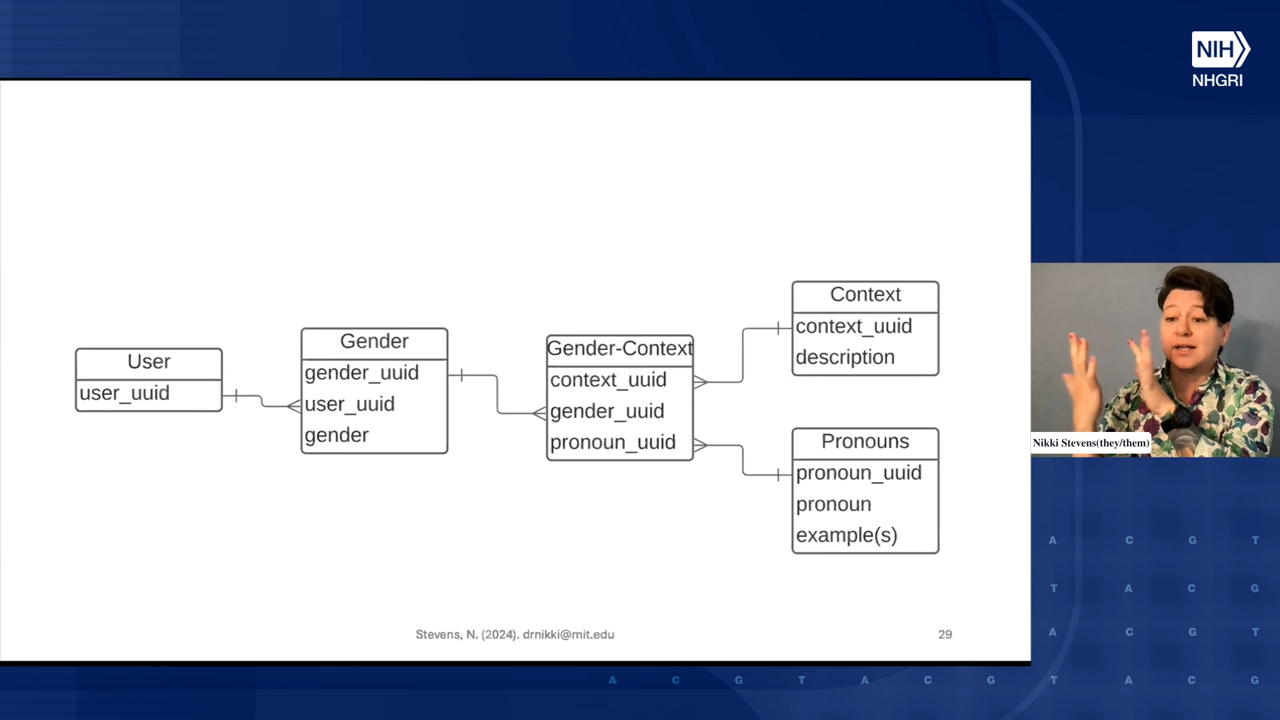 NIH
NHGRI
User
user_uuid
Gender
gender_uuid
user_uuid
gender
Gender-Context
context_uuid
gender_uuid
pronoun_uuid
Context
context_uuid
description
Pronouns
pronoun_uuid
pronoun
example(s)
Nikki Stevens(they/them)
Stevens, N. (2024). drnikki@mit.edu
29
A C G T
T A C G
A C G T
A C G T A C G T A C G